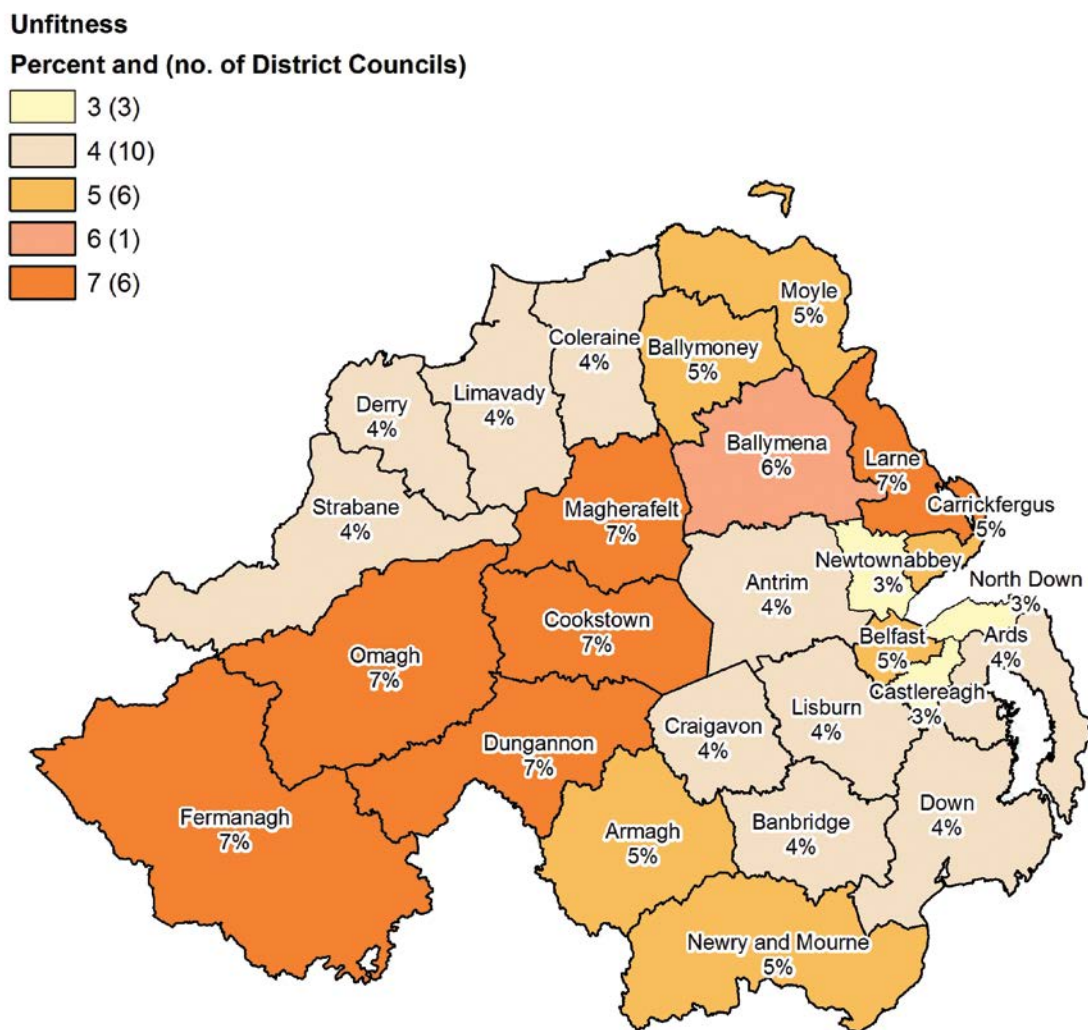 Unfitness
Percent and (no. of District Councils)
3 (3)
4 (10)
5 (6)
6 (1)
7 (6)
Moyle
5%
Coleraine
4%
Ballymoney
5%
Limavady
4%
Derry
4%
Ballymena
6%
Larne
7%
Strabane
4%
Magherafelt
7%
Carrickfergus
5%
Newtownabbey
3%
North Down
3%
Antrim
4%
Cookstown
7%
Belfast
5%
Ards
4%
Omagh
7%
Castlereagh
3%
Lisburn
4%
Craigavon
4%
Dungannon
7%
Fermanagh
7%
Down
4%
Banbridge
4%
Armagh
5%
Newry and Mourne
5%